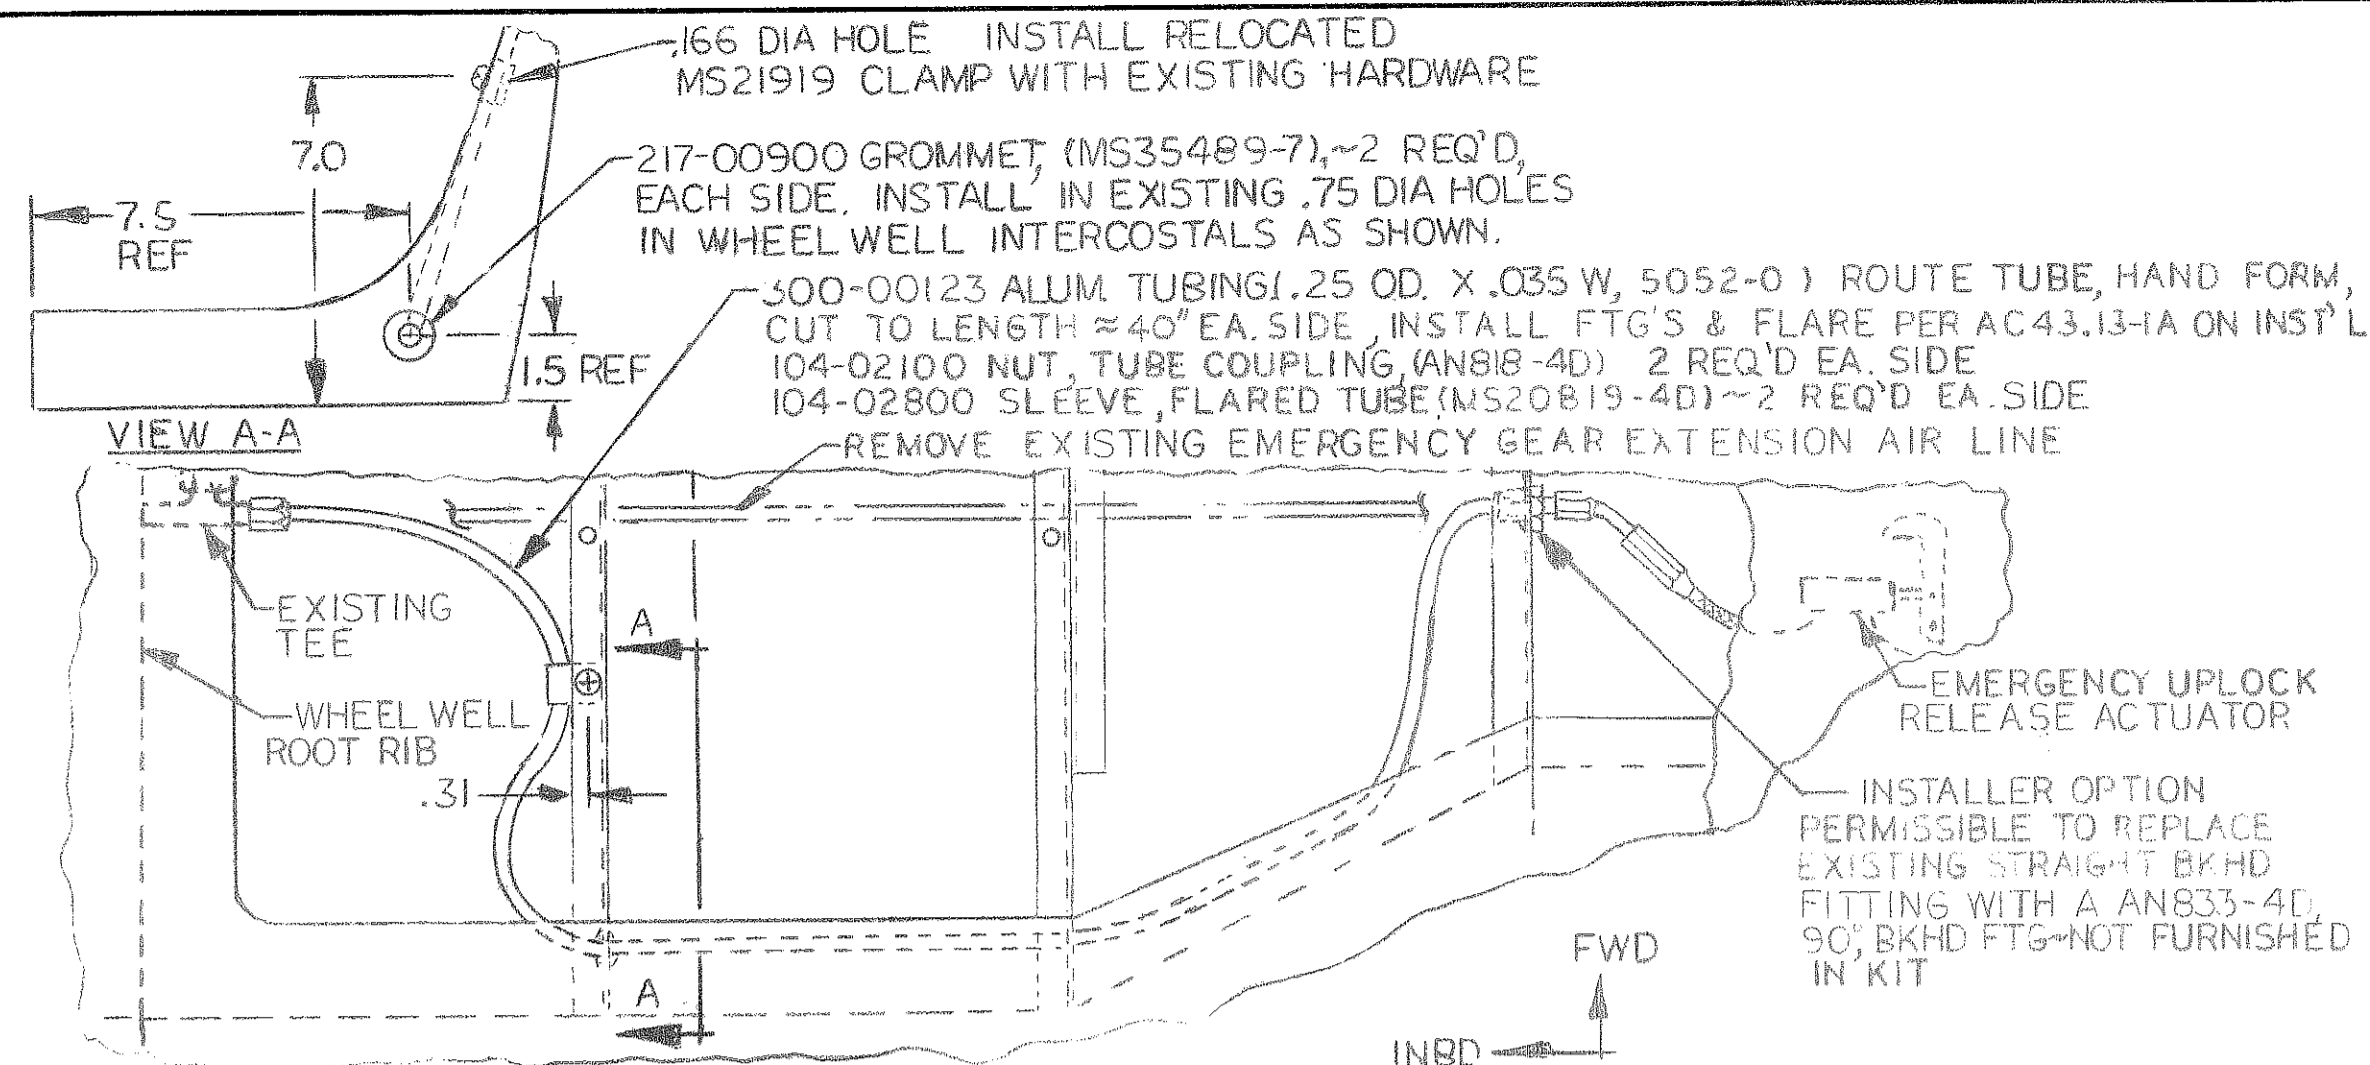 .166 DIA HOLE INSTALL RELOCATED
MS21919 CLAMP WITH EXISTING HARDWARE
7.0
217-00900 GROMMET, (MS35489-7),~2 REQ'D,
EACH SIDE. INSTALL IN EXISTING .75 DIA HOLES
IN WHEEL WELL INTERCOSTALS AS SHOWN.
7.5
REF
300-00123 ALUM. TUBING(.25 OD. X .035 W, 5052-0 ) ROUTE TUBE, HAND FORM,
CUT TO LENGTH ≈40" EA. SIDE, INSTALL FTG'S & FLARE PER AC 43.13-1A ON INST'L
104-02100 NUT, TUBE COUPLING, (AN818-4D) 2 REQ'D EA. SIDE
104-02800 SLEEVE, FLARED TUBE (MS20819-4D)~2 REQ'D EA. SIDE
1.5 REF
VIEW A-A
REMOVE EXISTING EMERGENCY GEAR EXTENSION AIR LINE
EXISTING
TEE
A
WHEEL WELL
ROOT RIB
.31
EMERGENCY UPLOCK
RELEASE ACTUATOR
INSTALLER OPTION
PERMISSIBLE TO REPLACE
EXISTING STRAIGHT BKHD
FITTING WITH A AN833-4D,
90°, BKHD FTG~NOT FURNISHED
IN KIT
A
FWD
INBD